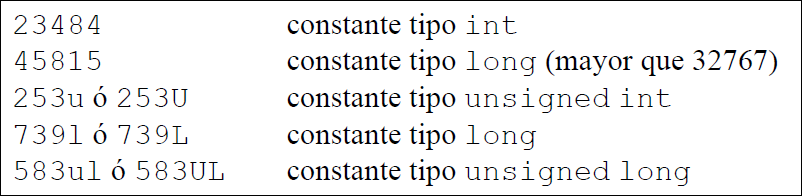 23484 constante tipo int
45815 constante tipo long (mayor que 32767)
253u ó 253U constante tipo unsigned int
739l ó 739L constante tipo long
583ul ó 583UL constante tipo unsigned long